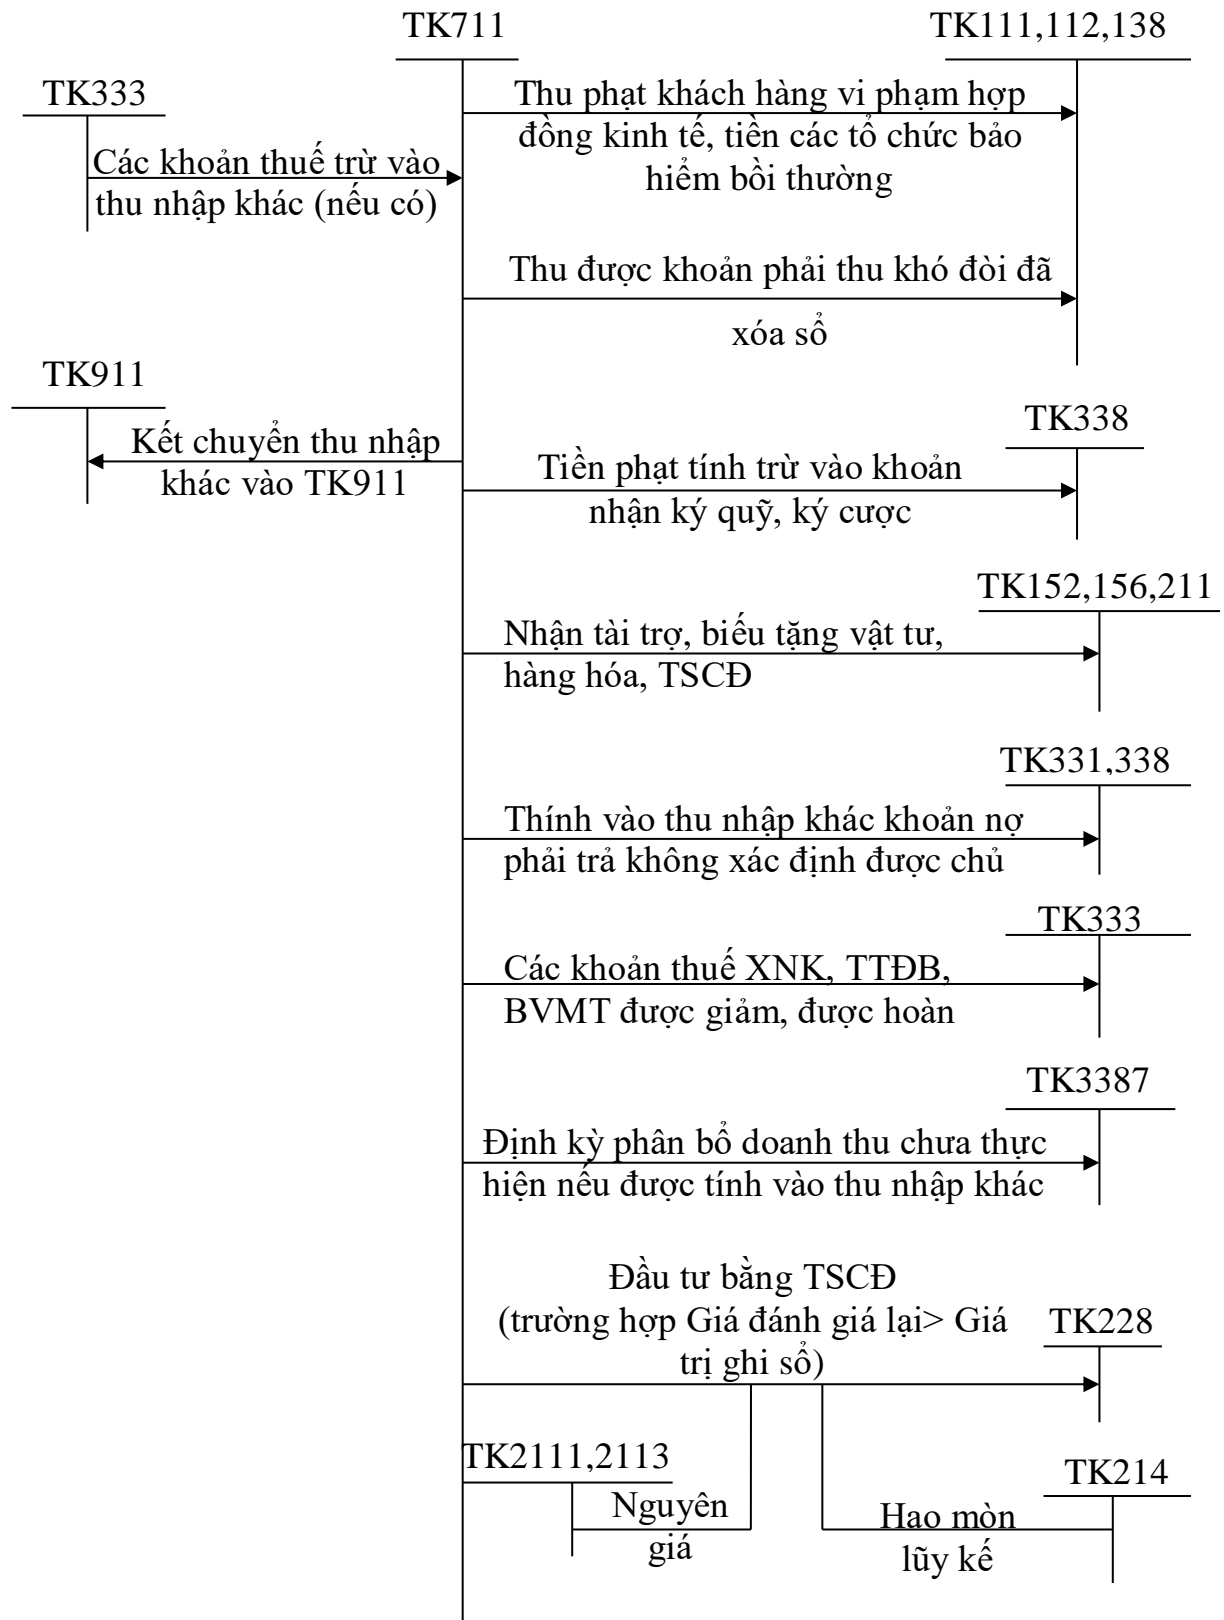 TK711
TK111,112,138
TK333
Thu phạt khách hàng vi phạm hợp
đồng kinh tế, tiền các tổ chức bảo
hiểm bồi thường
Các khoản thuế trừ vào
thu nhập khác (nếu có)
Thu được khoản phải thu khó đòi đã
xóa sổ
TK911
Kết chuyển thu nhập
khác vào TK911
TK338
Tiền phạt tính trừ vào khoản
nhận ký quỹ, ký cược
TK152,156,211
Nhận tài trợ, biếu tặng vật tư,
hàng hóa, TSCĐ
TK331,338
Thính vào thu nhập khác khoản nợ
phải trả không xác định được chủ
TK333
Các khoản thuế XNK, TTĐB,
BVMT được giảm, được hoàn
TK3387
Định kỳ phân bổ doanh thu chưa thực
hiện nếu được tính vào thu nhập khác
Đầu tư bằng TSCĐ
(trường hợp Giá đánh giá lại> Giá
trị ghi sổ)
TK228
TK2111,2113
Nguyên
giá
TK214
Hao mòn
lũy kế